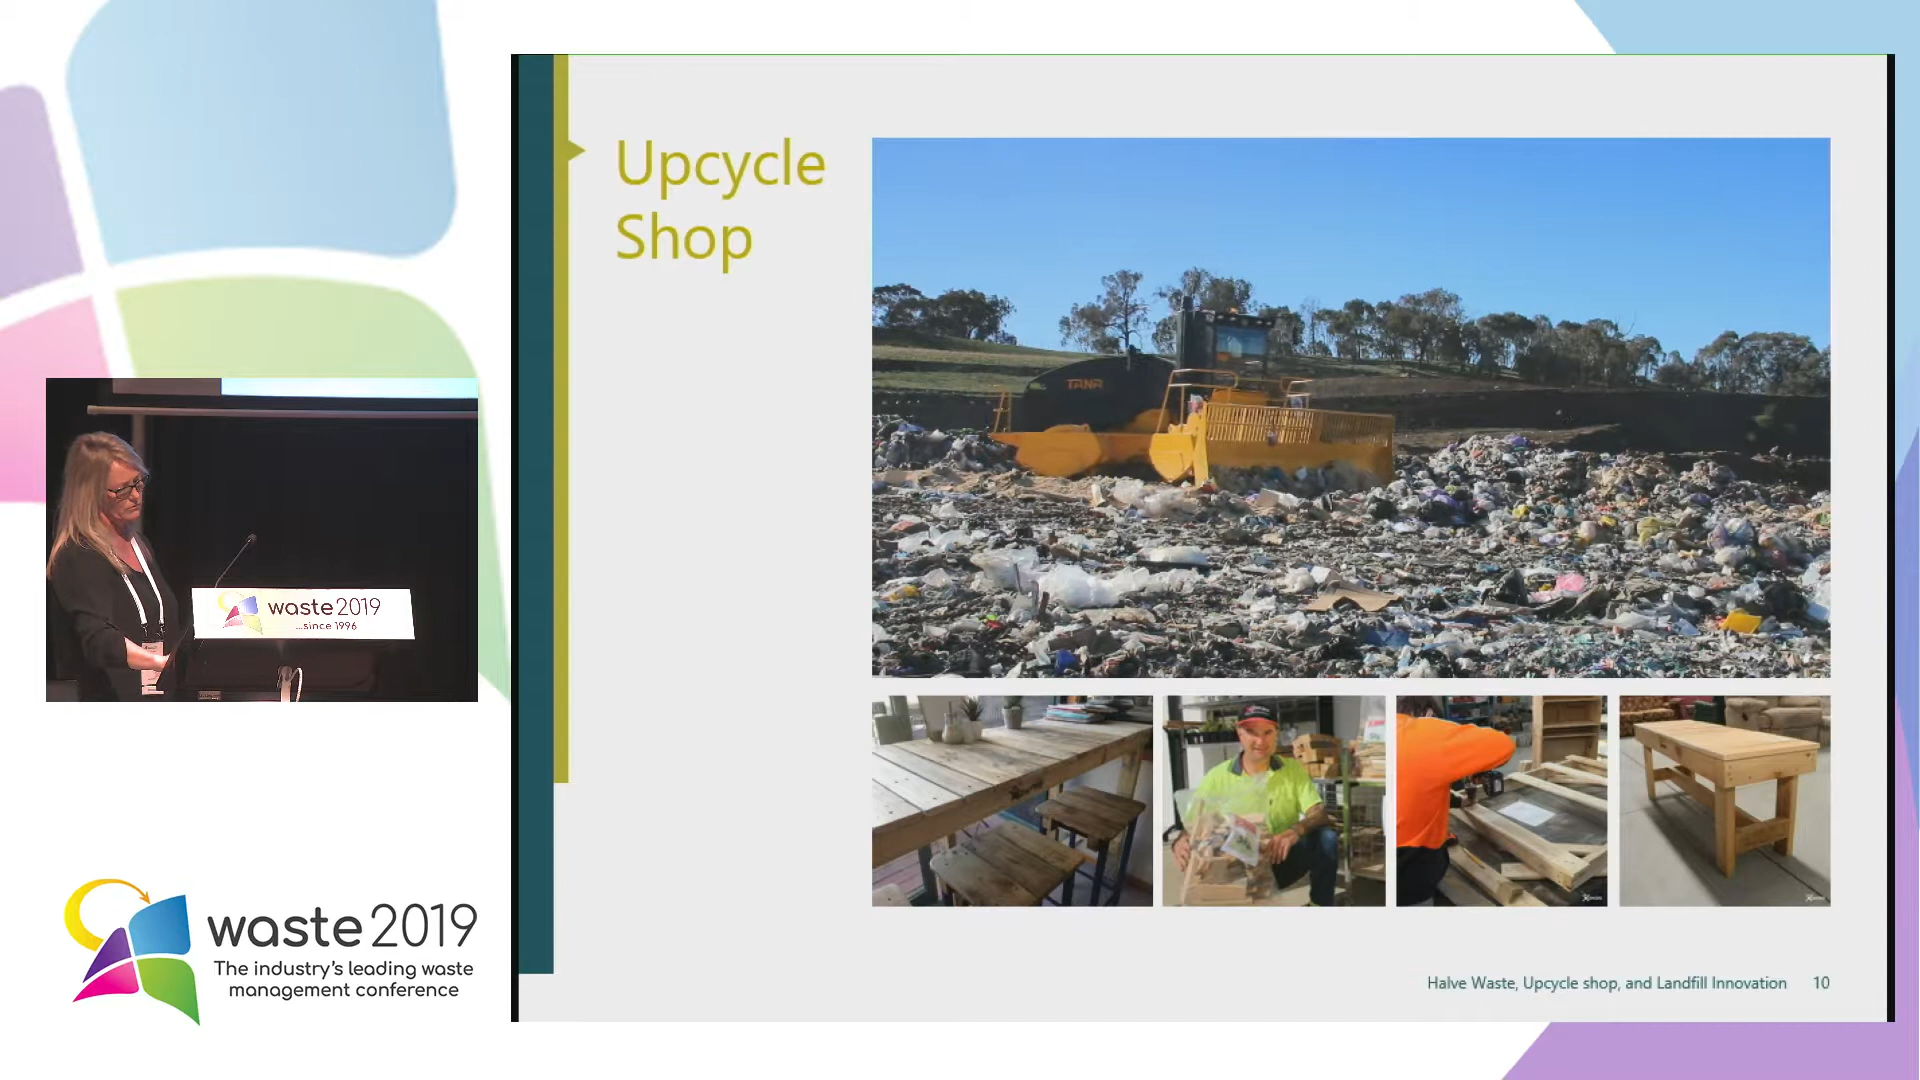 Upcycle
Shop
TANA
waste 2019
...since 1996
waste 2019
The industry's leading waste
management conference
Halve Waste, Upcycle shop, and Landfill Innovation 10